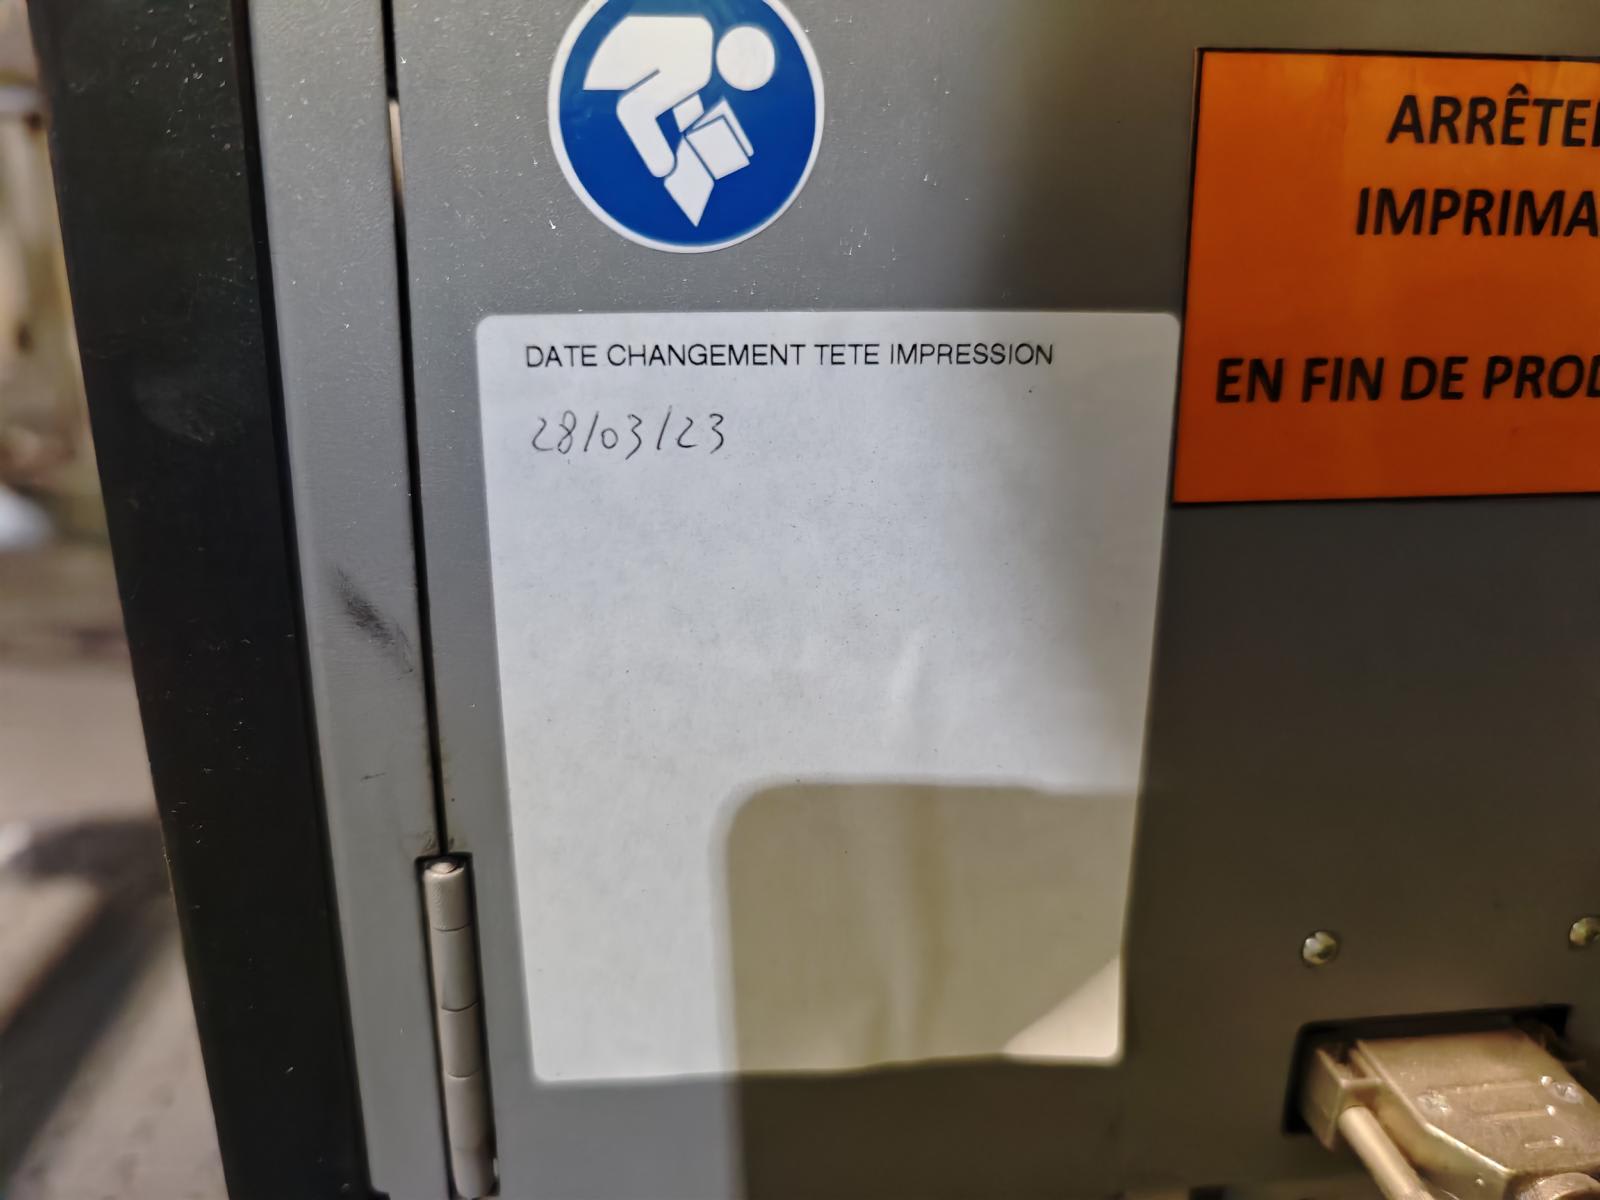 ARRÊTE
IMPRIMA
EN FIN DE PROD
DATE CHANGEMENT TETE IMPRESSION
28/03/23